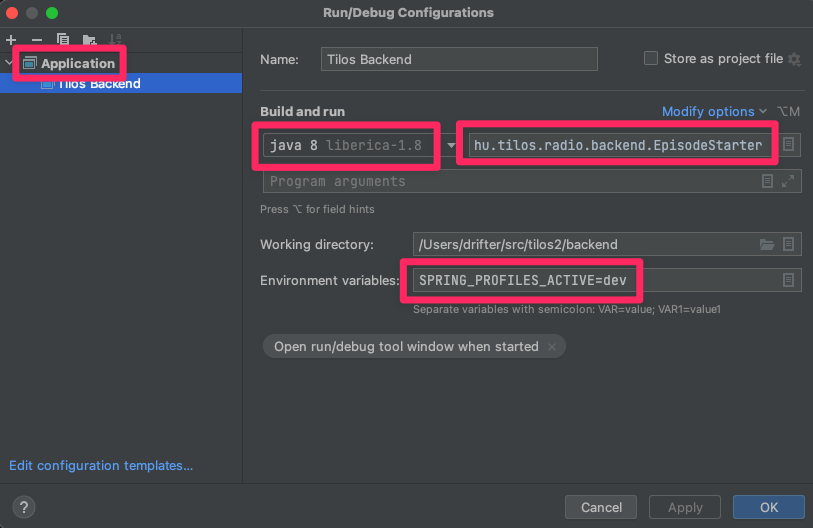 Run/Debug Configurations
Application
Tilos Backend
Name: Tilos Backend Store as project file
Build and run Modify options ⌥M
java 8 liberica-1.8 hu.tilos.radio.backend.EpisodeStarter
Program arguments
Press ⌥ for field hints
Working directory: /Users/drifter/src/tilos2/backend
Environment variables: SPRING_PROFILES_ACTIVE=dev
Separate variables with semicolon: VAR=value; VAR1=value1
Open run/debug tool window when started ×
Edit configuration templates...
? Cancel Apply OK